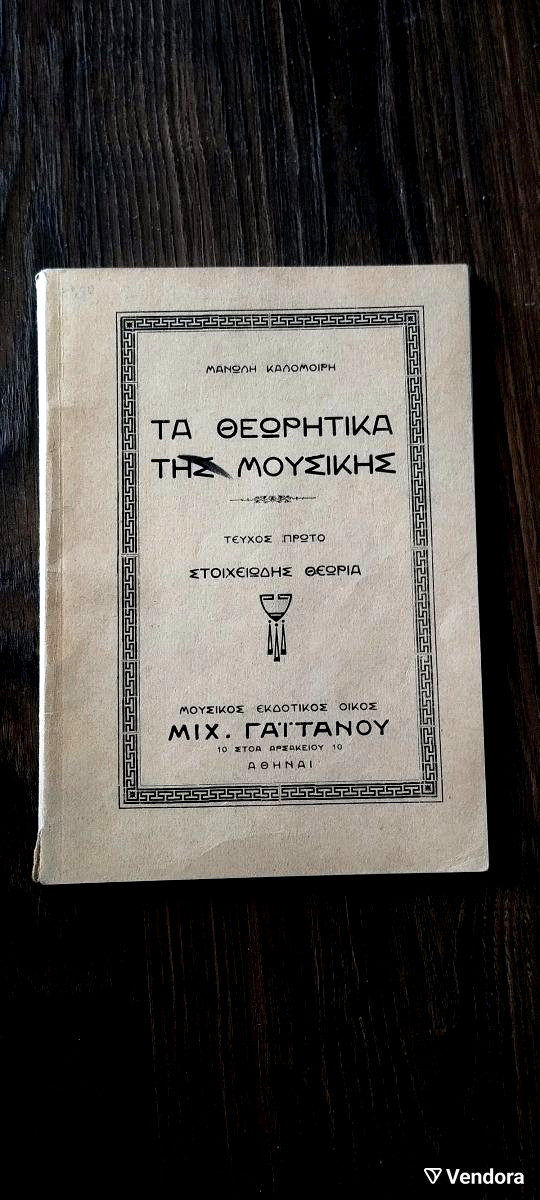 ΜΑΝΩΛΗ ΚΑΛΟΜΟΙΡΗ
ΤΑ ΘΕΩΡΗΤΙΚΑ
ΤΗΣ ΜΟΥΣΙΚΗΣ
ΤΕΥΧΟΣ ΠΡΩΤΟ
ΣΤΟΙΧΕΙΩΔΗΣ ΘΕΩΡΙΑ
ΜΟΥΣΙΚΟΣ ΕΚΔΟΤΙΚΟΣ ΟΙΚΟΣ
ΜΙΧ. ΓΑΪΤΑΝΟΥ
10 ΣΤΟΑ ΑΡΣΑΚΕΙΟΥ 10
ΑΘΗΝΑΙ
Vendora